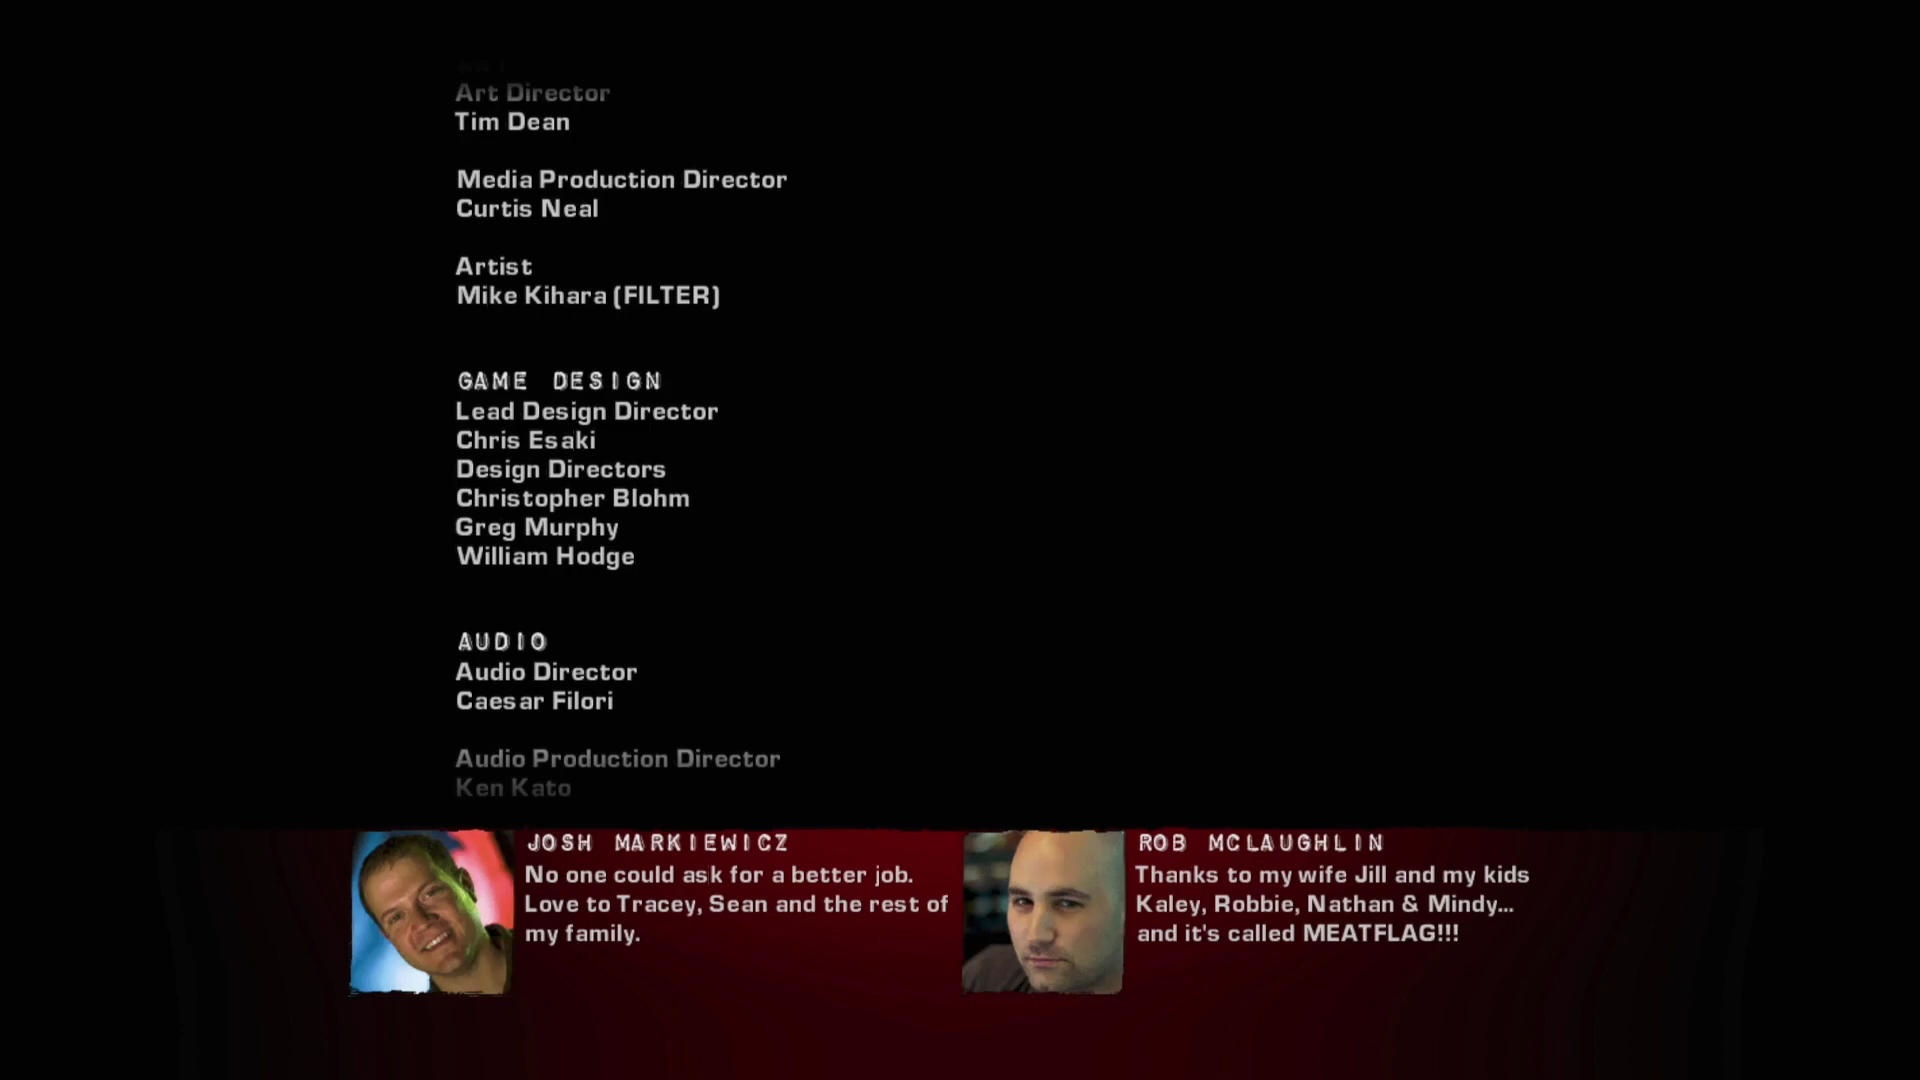 Art Director
Tim Dean
Media Production Director
Curtis Neal
Artist
Mike Kihara (FILTER)
GAME DESIGN
Lead Design Director
Chris Esaki
Design Directors
Christopher Blohm
Greg Murphy
William Hodge
AUDIO
Audio Director
Caesar Filori
Audio Production Director
Ken Kato
JOSH MARKIEWICZ
No one could ask for a better job.
Love to Tracey, Sean and the rest of
my family.
ROB MCLAUGHLIN
Thanks to my wife Jill and my kids
Kaley, Robbie, Nathan & Mindy...
and it's called MEATFLAG!!!